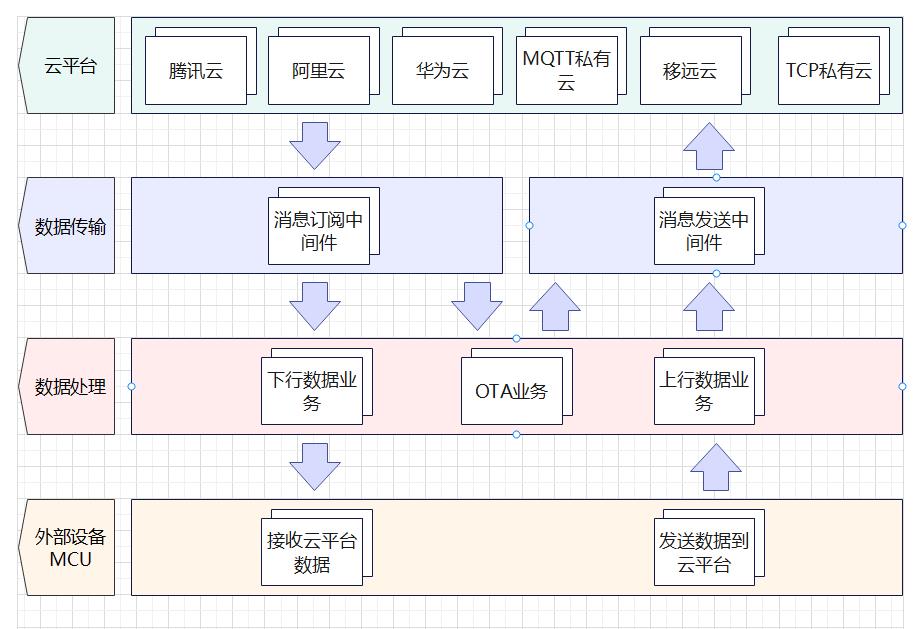 云平台
腾讯云
阿里云
华为云
MQTT私有
云
移远云
TCP私有云
数据传输
消息订阅中
间件
消息发送中
间件
数据处理
下行数据业
务
OTA业务
上行数据业
务
外部设备
MCU
接收云平台
数据
发送数据到
云平台